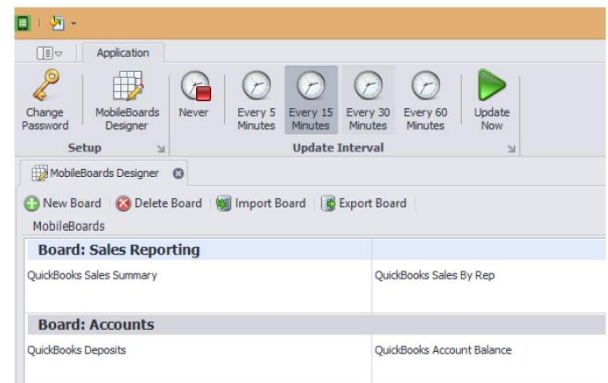 Application
Change Password
MobileBoards Designer
Never
Every 5 Minutes
Every 15 Minutes
Every 30 Minutes
Every 60 Minutes
Update Now
Setup
Update Interval
MobileBoards Designer
New Board Delete Board Import Board Export Board
MobileBoards
Board: Sales Reporting
QuickBooks Sales Summary QuickBooks Sales By Rep
Board: Accounts
QuickBooks Deposits QuickBooks Account Balance